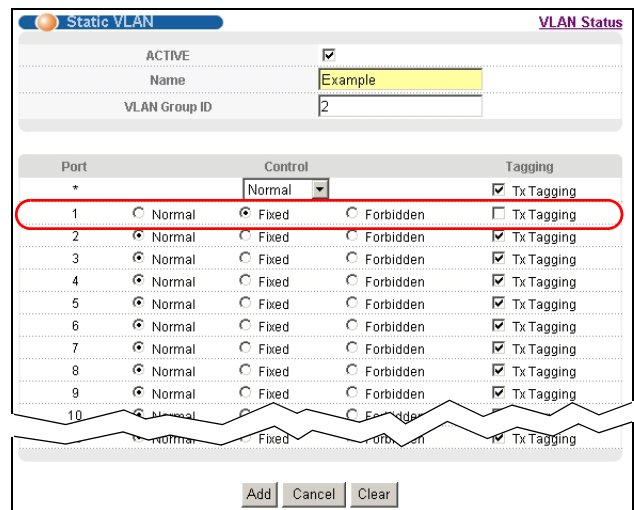 Static VLAN
VLAN Status
ACTIVE
Name Example
VLAN Group ID 2
Port Control Tagging
* Normal Tx Tagging
1 Normal Fixed Forbidden Tx Tagging
2 Normal Fixed Forbidden Tx Tagging
3 Normal Fixed Forbidden Tx Tagging
4 Normal Fixed Forbidden Tx Tagging
5 Normal Fixed Forbidden Tx Tagging
6 Normal Fixed Forbidden Tx Tagging
7 Normal Fixed Forbidden Tx Tagging
8 Normal Fixed Forbidden Tx Tagging
9 Normal Fixed Forbidden Tx Tagging
10 Normal Forbidden
Normal Fixed Forbidden Tx Tagging
Add Cancel Clear